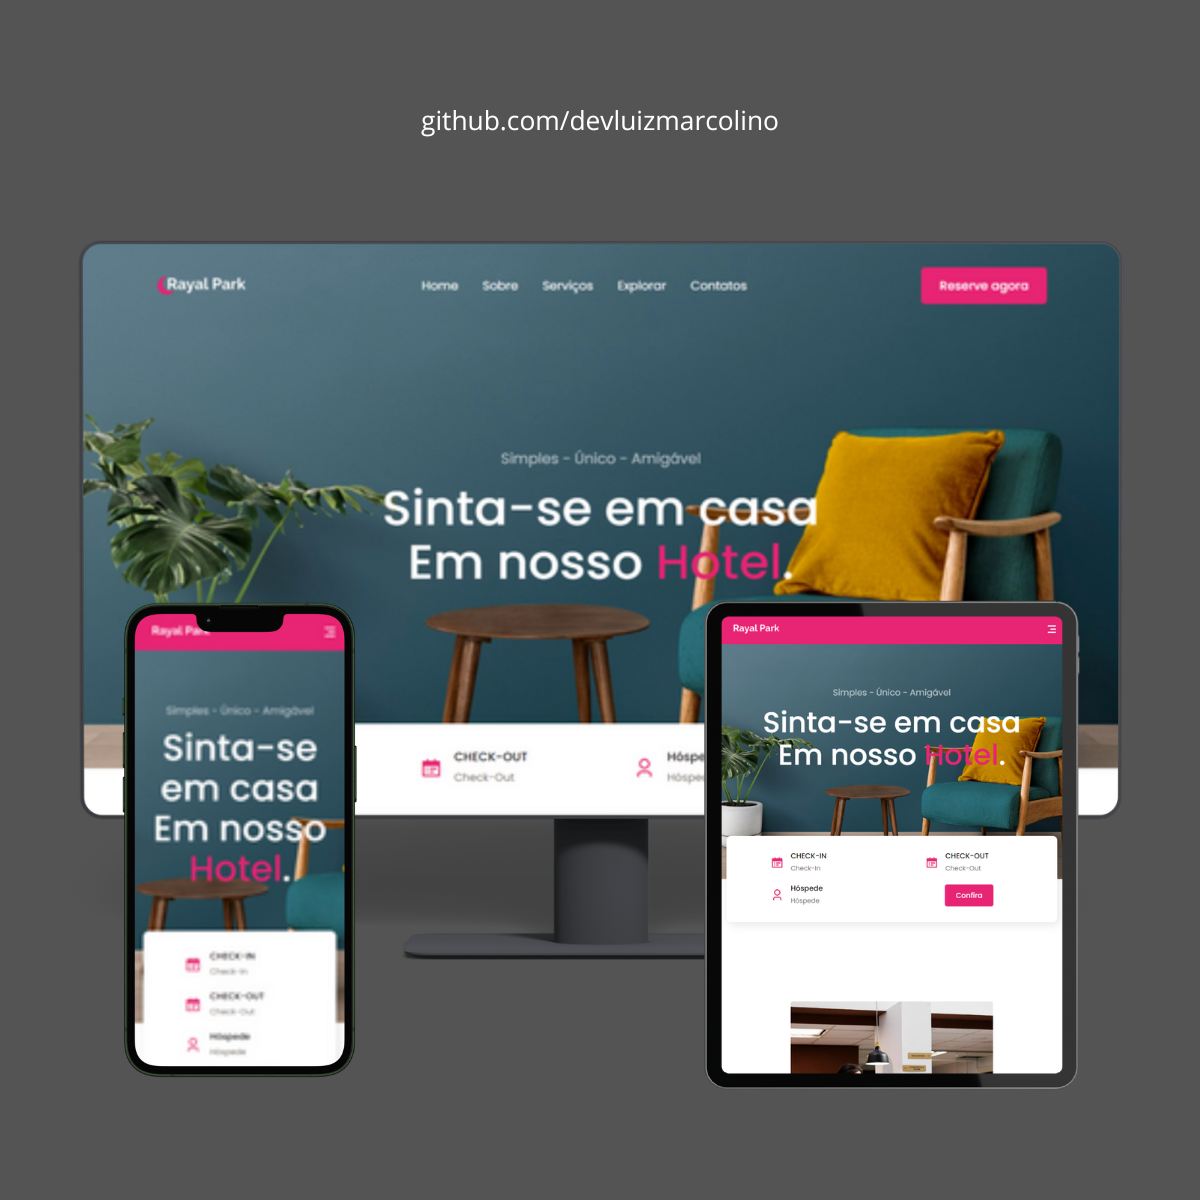 github.com/devluizmarcolino
Rayal Park
Home
Sobre
Serviços
Explorar
Contatos
Reserve agora
Simples - Único - Amigável
Sinta-se em casa
Em nosso Hotel.
CHECK-OUT
Check-Out
Hóspe
Hóspe
Rayal Park
Simples - Único - Amigável
Sinta-se
em casa
Em nosso
Hotel.
CHECK-IN
Check-In
CHECK-OUT
Check-Out
Hóspede
Hóspede
Rayal Park
Simples - Único - Amigável
Sinta-se em casa
Em nosso Hotel.
CHECK-IN
Check-In
CHECK-OUT
Check-Out
Hóspede
Hóspede
Confira